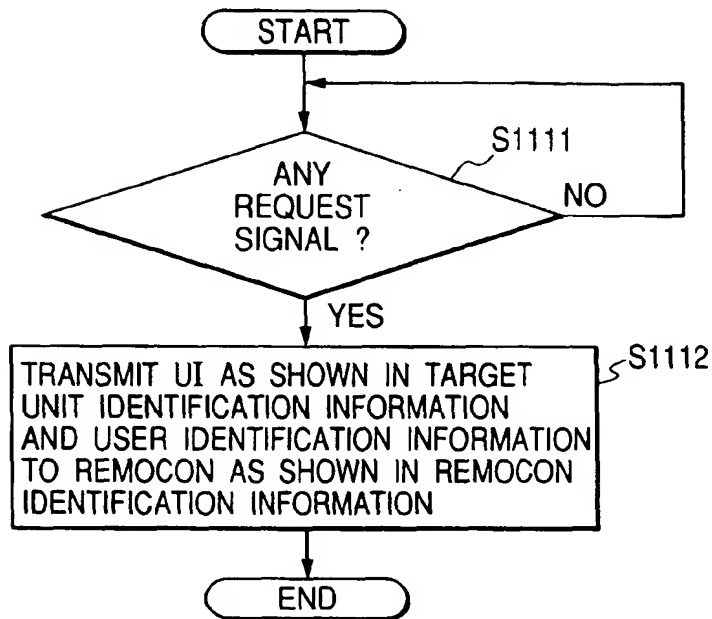 START
S1111
ANY
REQUEST
SIGNAL ?
NO
YES
S1112
TRANSMIT UI AS SHOWN IN TARGET
UNIT IDENTIFICATION INFORMATION
AND USER IDENTIFICATION INFORMATION
TO REMOCON AS SHOWN IN REMOCON
IDENTIFICATION INFORMATION
END